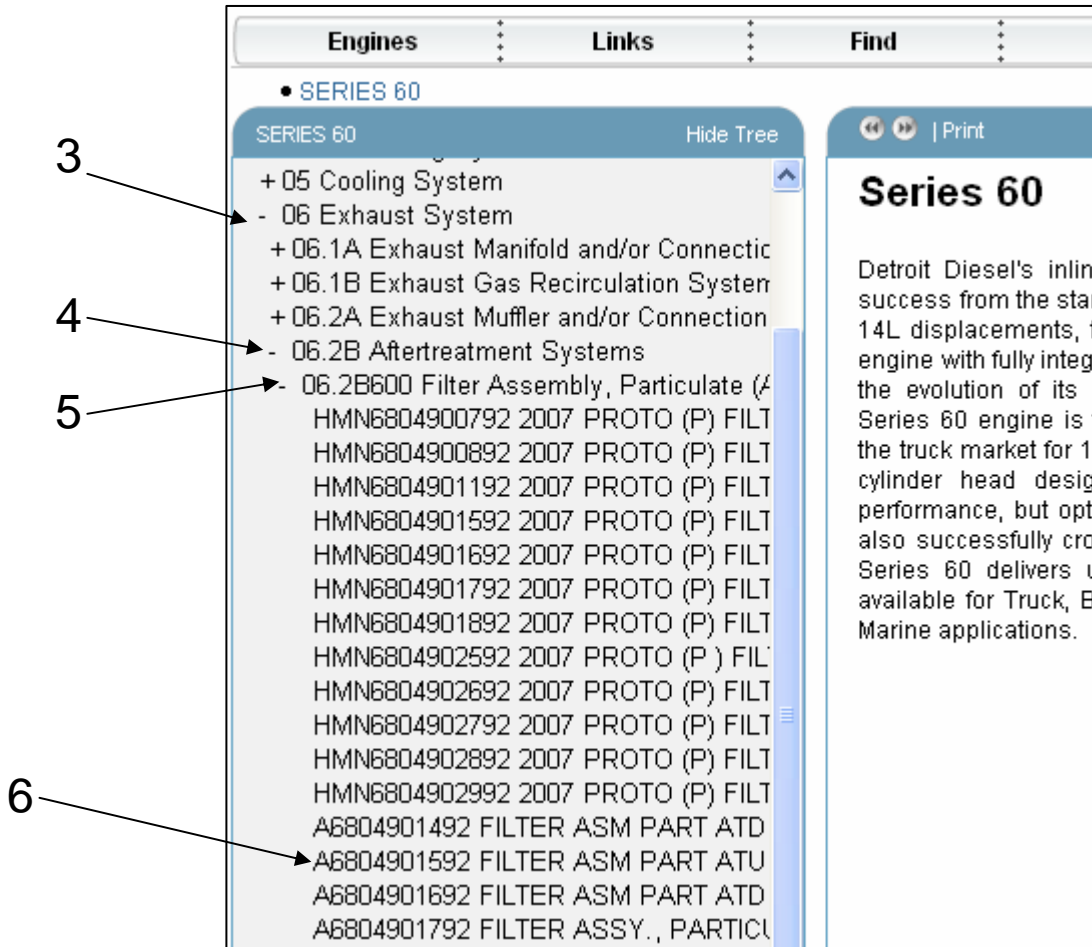 Engines Links Find
• SERIES 60
SERIES 60 Hide Tree
+ 05 Cooling System
3
- 06 Exhaust System
+ 06.1A Exhaust Manifold and/or Connectic
+ 06.1B Exhaust Gas Recirculation System
+ 06.2A Exhaust Muffler and/or Connection
4
- 06.2B Aftertreatment Systems
5
- 06.2B600 Filter Assembly, Particulate (A
HMN6804900792 2007 PROTO (P) FILT
HMN6804900892 2007 PROTO (P) FILT
HMN6804901192 2007 PROTO (P) FILT
HMN6804901592 2007 PROTO (P) FILT
HMN6804901692 2007 PROTO (P) FILT
HMN6804901792 2007 PROTO (P) FILT
HMN6804901892 2007 PROTO (P) FILT
HMN6804902592 2007 PROTO (P ) FIL
HMN6804902692 2007 PROTO (P) FILT
HMN6804902792 2007 PROTO (P) FILT
HMN6804902892 2007 PROTO (P) FILT
HMN6804902992 2007 PROTO (P) FILT
A6804901492 FILTER ASM PART ATD
6
A6804901592 FILTER ASM PART ATU
A6804901692 FILTER ASM PART ATD
A6804901792 FILTER ASSY., PARTICU
| Print
Series 60
Detroit Diesel's inlin
success from the sta
14L displacements,
engine with fully integ
the evolution of its
Series 60 engine is
the truck market for 1
cylinder head desig
performance, but opt
also successfully cro
Series 60 delivers u
available for Truck, B
Marine applications.